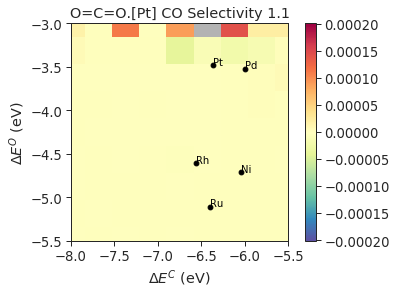 O=C=O.[Pt] CO Selectivity 1.1
−3.0
−3.5
−4.0
−4.5
−5.0
−5.5
ΔE^O (eV)
Pt
Pd
Rh
Ni
Ru
−8.0 −7.5 −7.0 −6.5 −6.0 −5.5
ΔE^C (eV)
0.00020
0.00015
0.00010
0.00005
0.00000
−0.00005
−0.00010
−0.00015
−0.00020